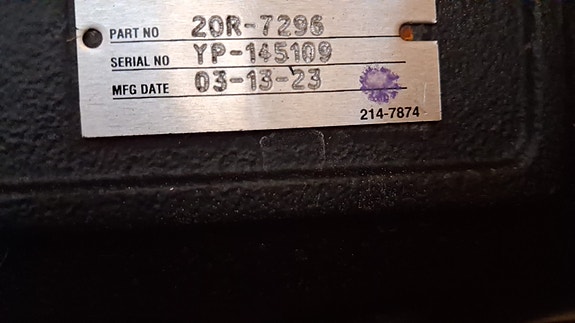 PART NO 20R-7296
SERIAL NO YP-145109
MFG DATE 03-13-23
214-7874